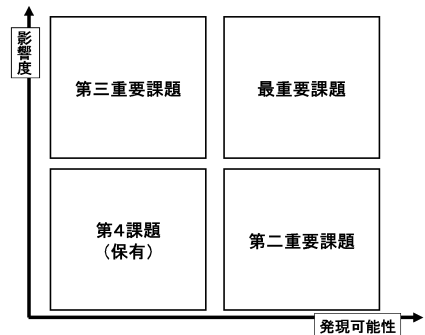 影響度
第三重要課題
最重要課題
第4課題
（保有）
第二重要課題
発現可能性